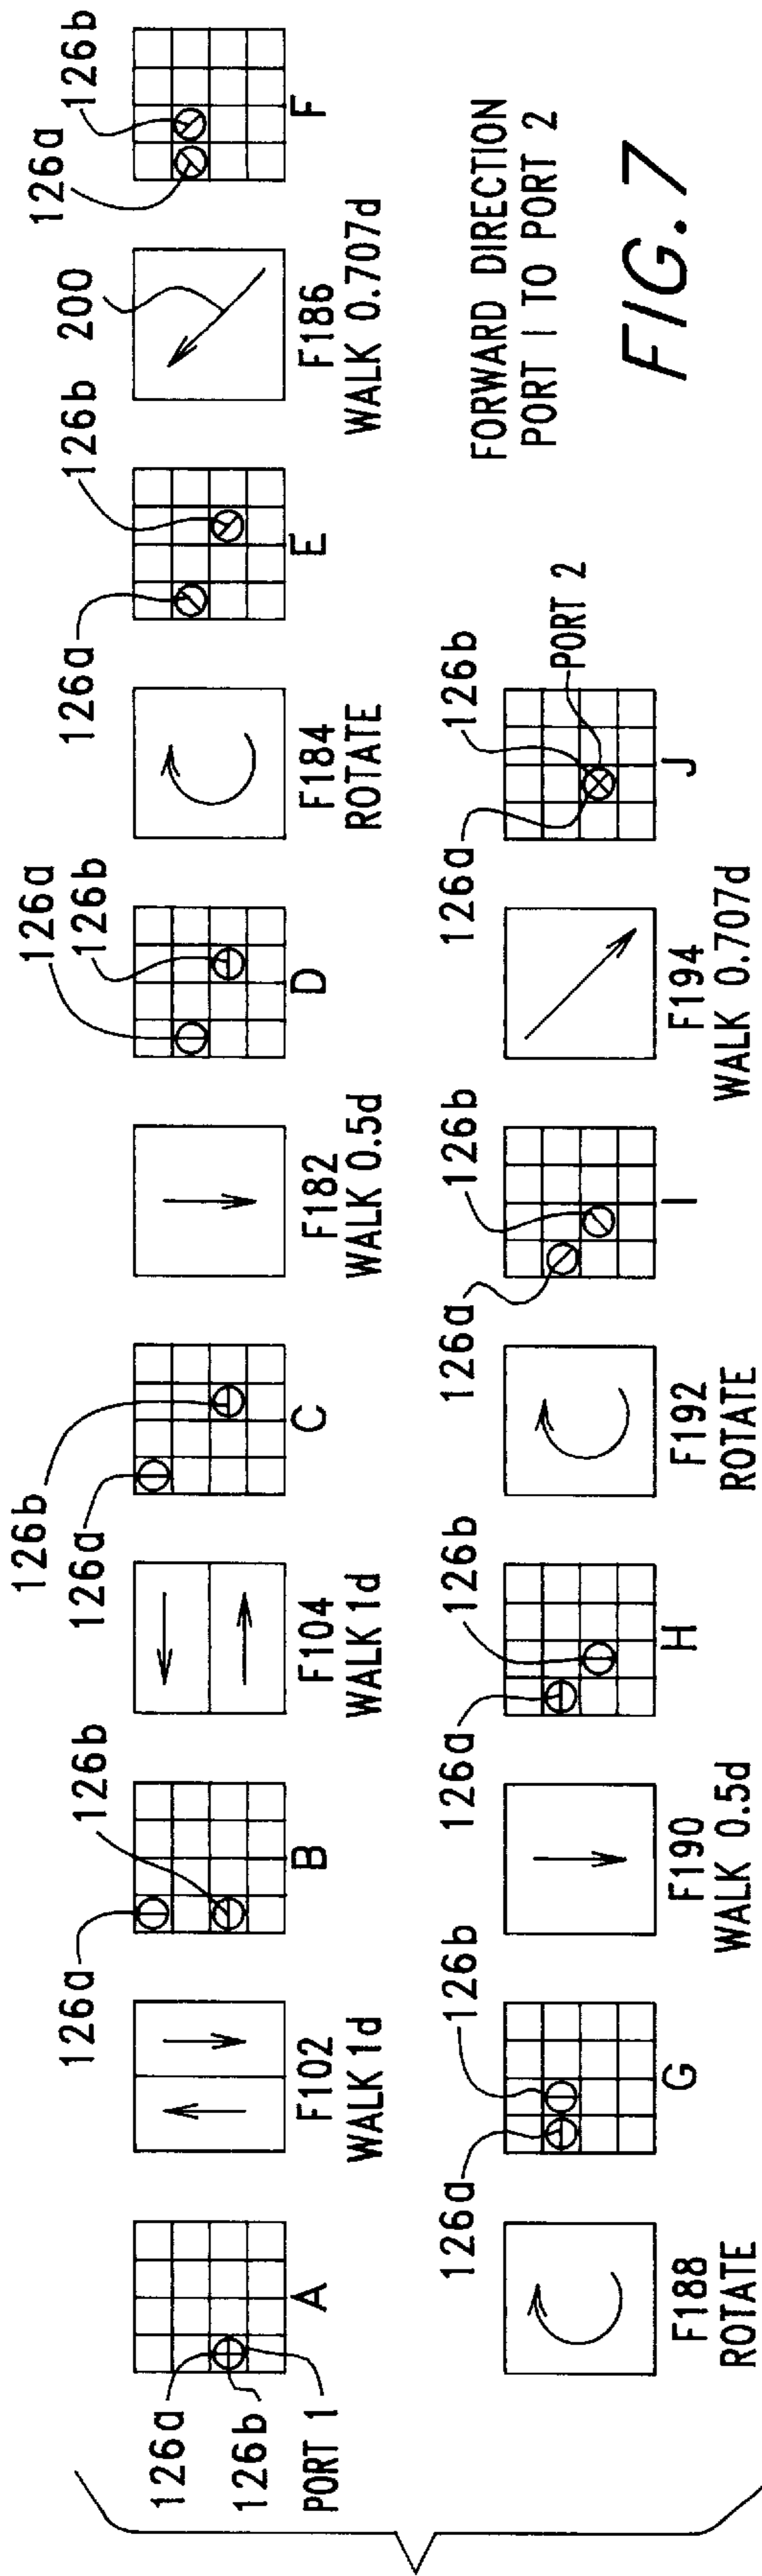 126a
126b
PORT 1
A
F102
WALK 1d
126a
126b
B
F104
WALK 1d
126b
126a
C
F182
WALK 0.5d
126a
126b
D
F184
ROTATE
126a
126b
E
200
F186
WALK 0.707d
126a
126b
F
F188
ROTATE
126a
126b
G
F190
WALK 0.5d
126a
126b
H
F192
ROTATE
126a
126b
I
F194
WALK 0.707d
126a
126b
PORT 2
J
FORWARD DIRECTION
PORT 1 TO PORT 2
FIG. 7